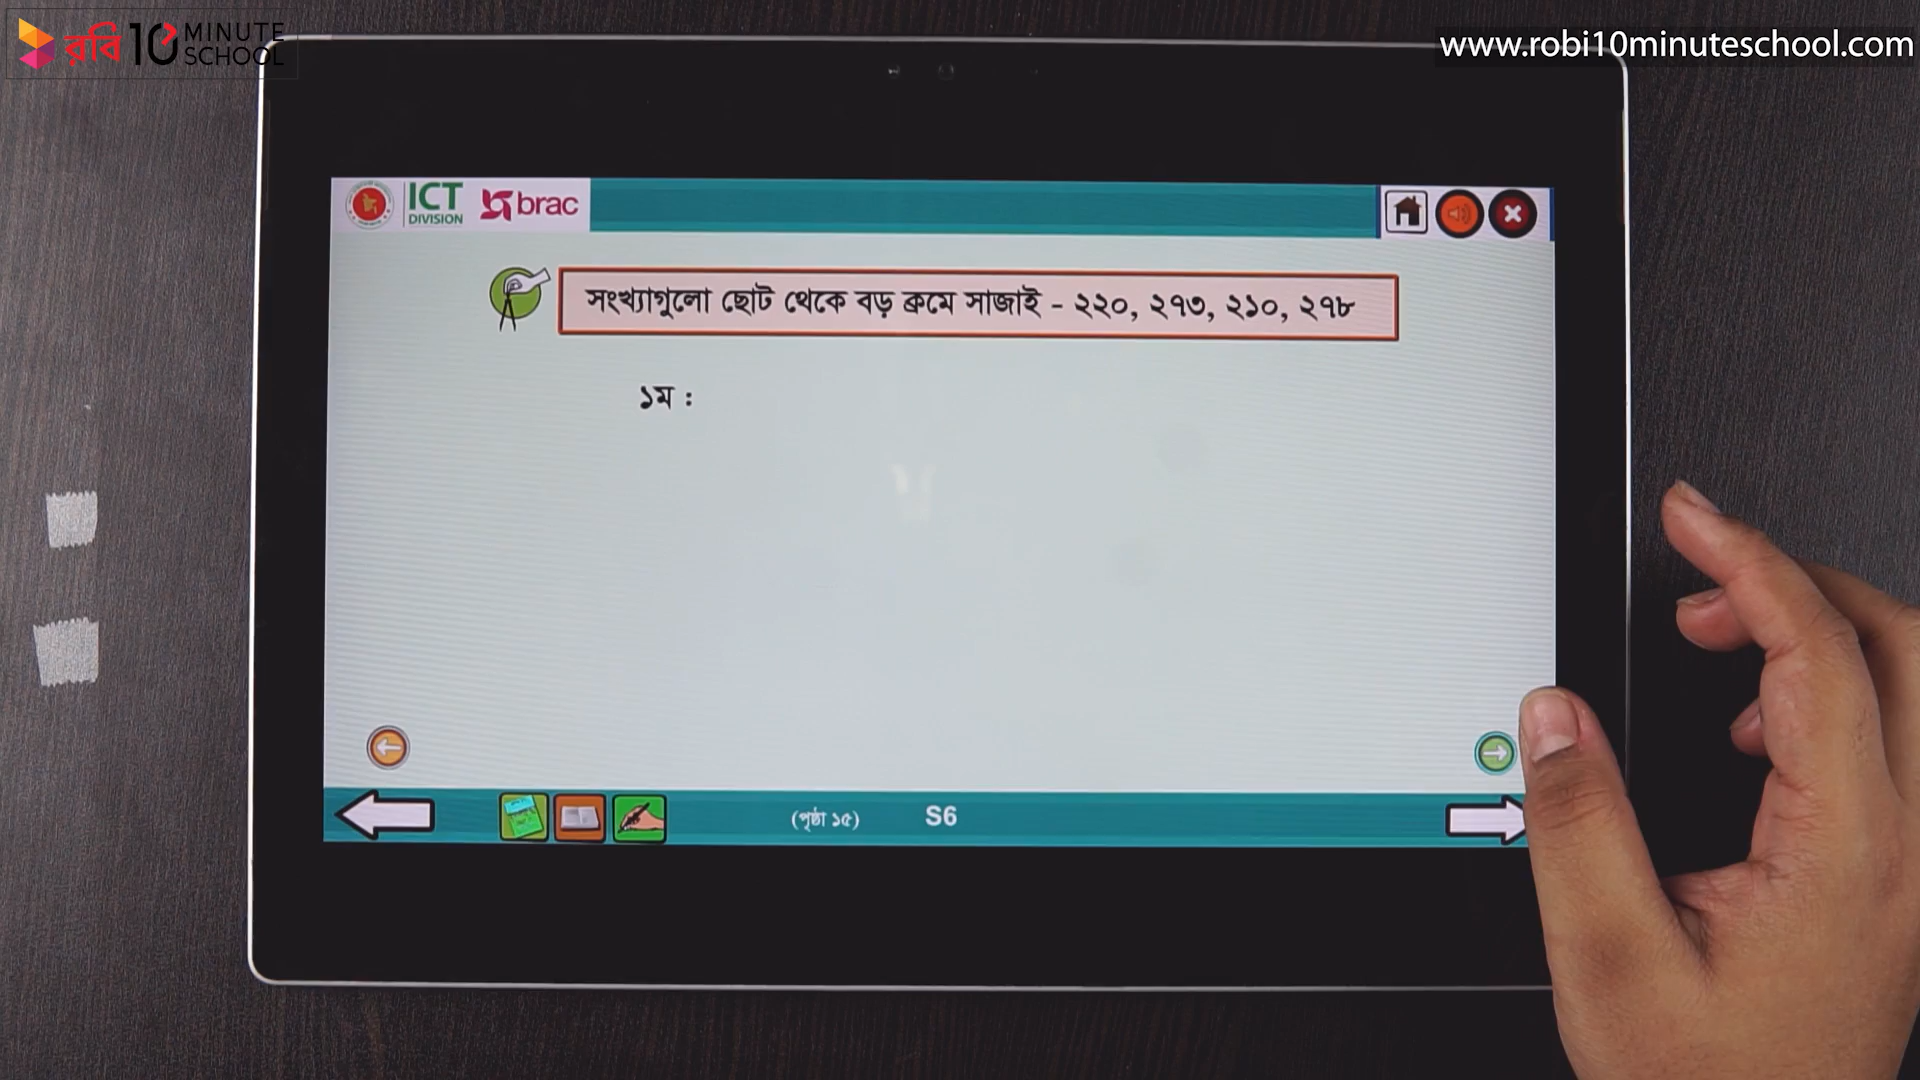 রবি 10 MINUTE SCHOOL
www.robi10minuteschool.com
ICT DIVISION
brac
সংখ্যাগুলো ছোট থেকে বড় ক্রমে সাজাই - ২২০, ২৭৩, ২১০, ২৭৮
১ম :
(পৃষ্ঠা ১৫)
S6